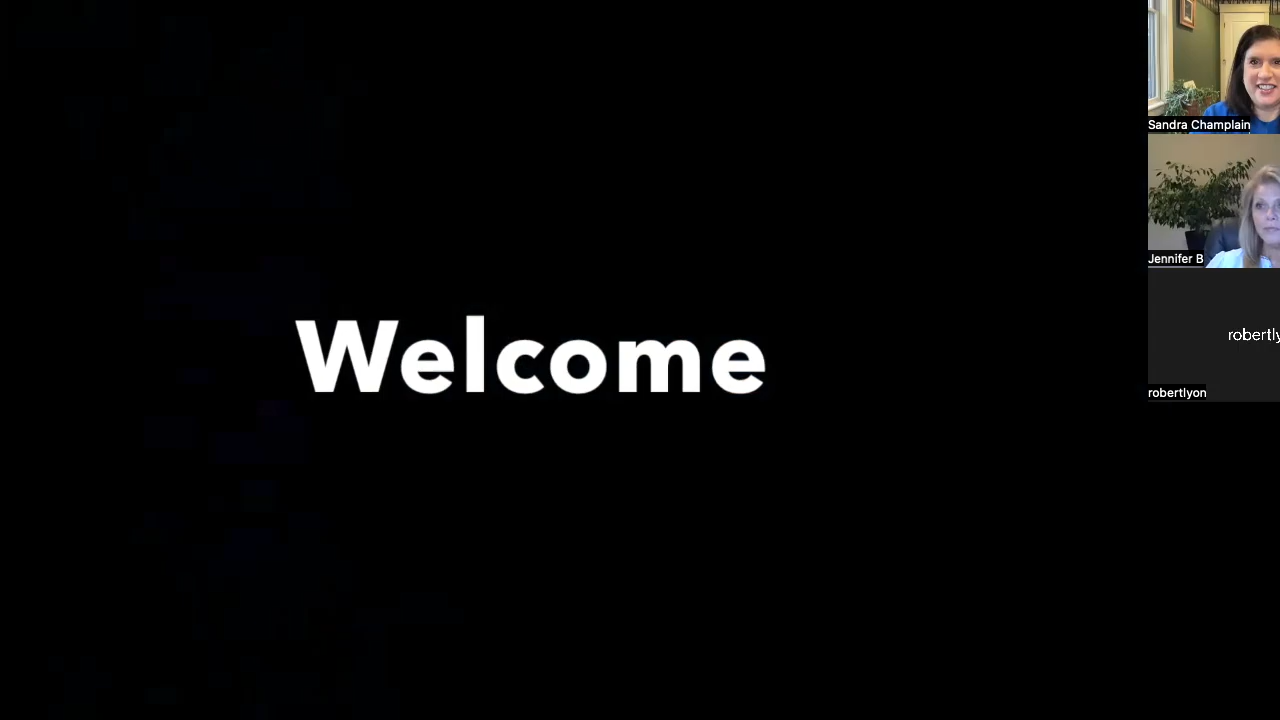 Welcome
Sandra Champlain
Jennifer B
robertly
robertlyon